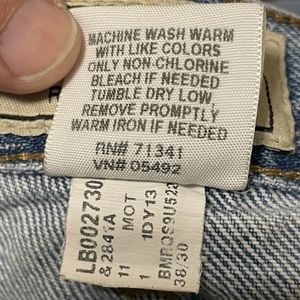 MACHINE WASH WARM
WITH LIKE COLORS
ONLY NON-CHLORINE
BLEACH IF NEEDED
TUMBLE DRY LOW
REMOVE PROMPTLY
WARM IRON IF NEEDED
RN# 71341
VN# 05492
LB002730
& 2841A
11 MOT
1 1DY13
BMROS9U522
38/30